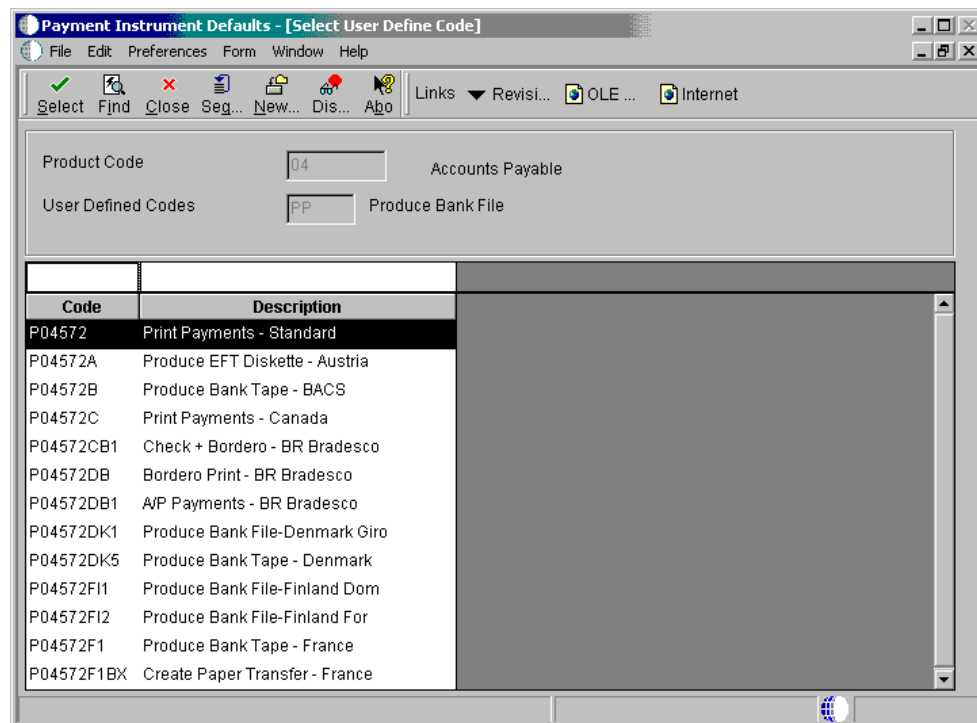 Payment Instrument Defaults - [Select User Define Code]
File Edit Preferences Form Window Help
Select Find Close Seq... New... Dis... Abo Links Revisi... OLE ... Internet
Product Code 04 Accounts Payable
User Defined Codes PP Produce Bank File
Code Description
P04572 Print Payments - Standard
P04572A Produce EFT Diskette - Austria
P04572B Produce Bank Tape - BACS
P04572C Print Payments - Canada
P04572CB1 Check + Bordero - BR Bradesco
P04572DB Bordero Print - BR Bradesco
P04572DB1 A/P Payments - BR Bradesco
P04572DK1 Produce Bank File-Denmark Giro
P04572DK5 Produce Bank Tape - Denmark
P04572FI1 Produce Bank File-Finland Dom
P04572FI2 Produce Bank File-Finland For
P04572F1 Produce Bank Tape - France
P04572F1BX Create Paper Transfer - France